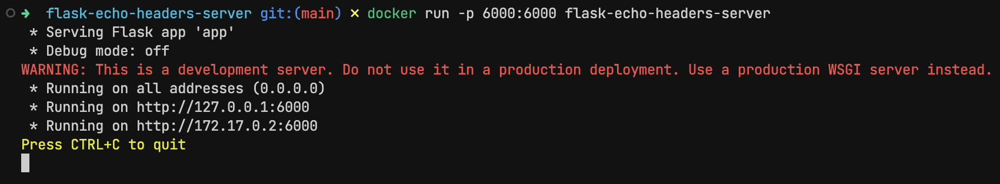 ➜ flask-echo-headers-server git:(main) ✗ docker run -p 6000:6000 flask-echo-headers-server
* Serving Flask app 'app'
* Debug mode: off
WARNING: This is a development server. Do not use it in a production deployment. Use a production WSGI server instead.
* Running on all addresses (0.0.0.0)
* Running on http://127.0.0.1:6000
* Running on http://172.17.0.2:6000
Press CTRL+C to quit